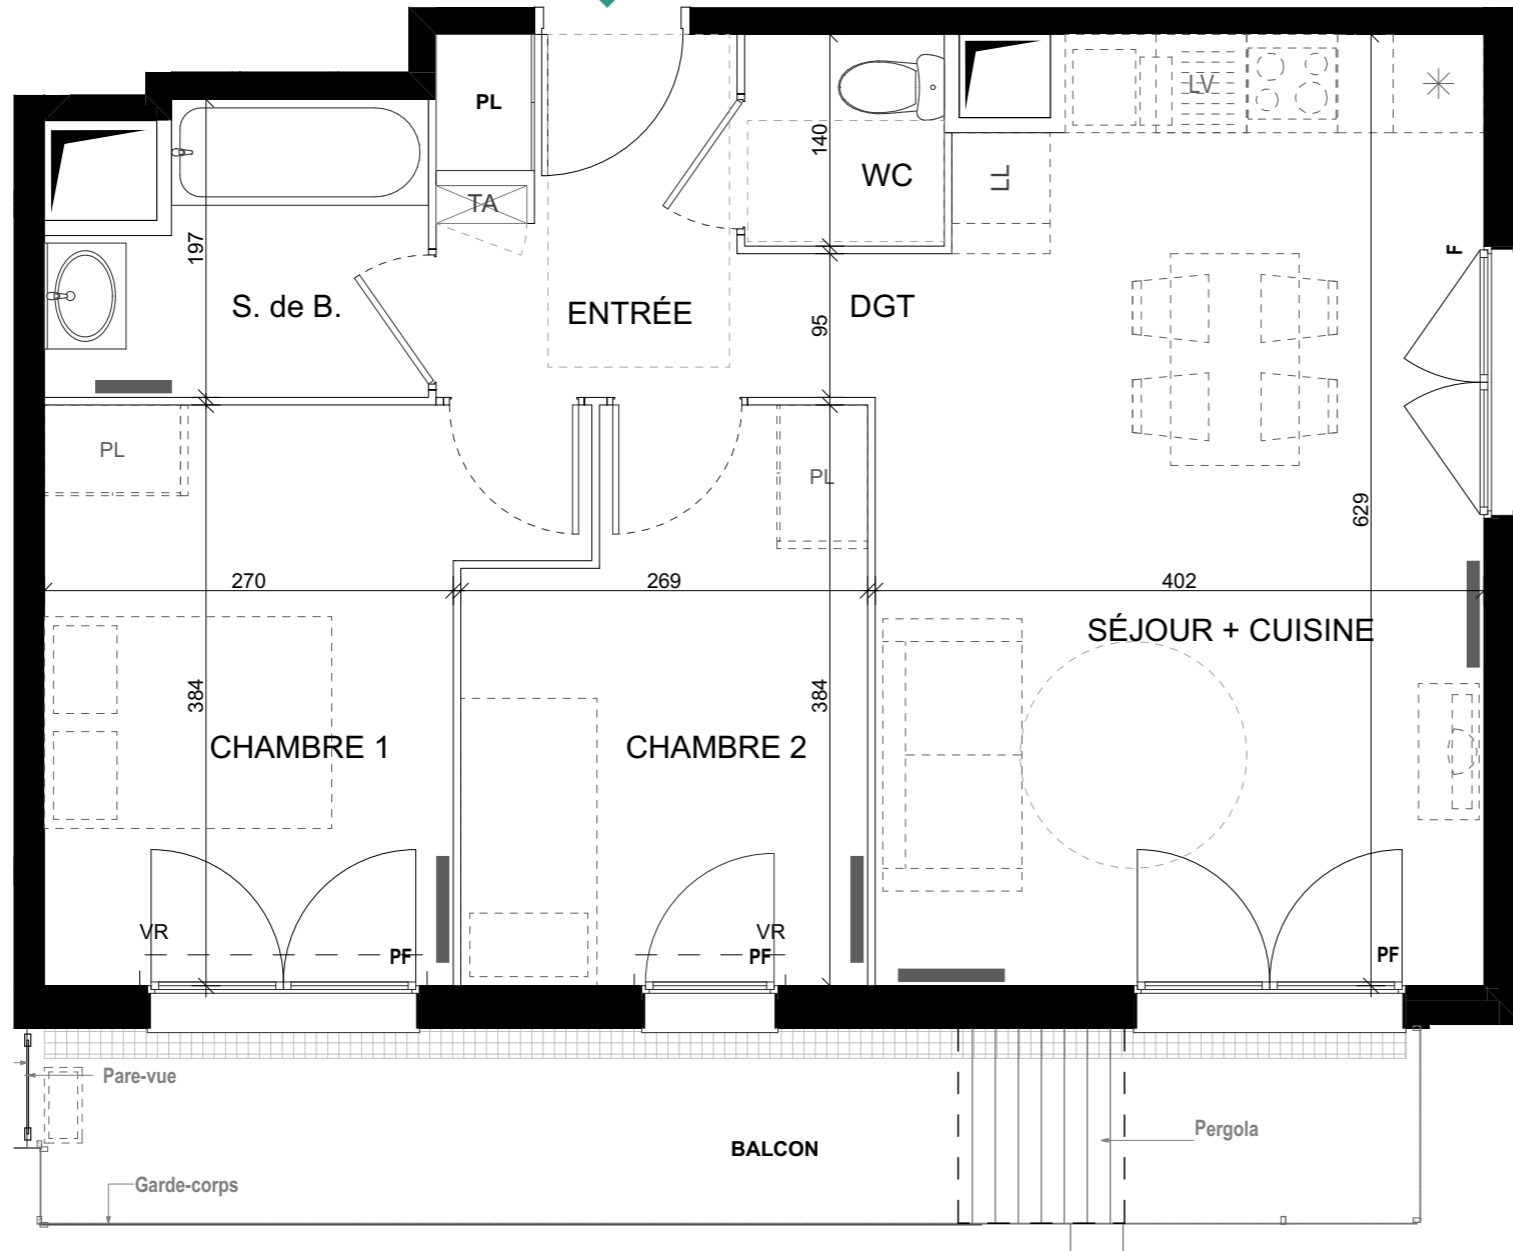 PL
LV
140
WC
LL
TA
197
F
S. de B.
ENTRÉE
DGT
95
PL
PL
629
270
269
402
SÉJOUR + CUISINE
384
384
CHAMBRE 1
CHAMBRE 2
VR
PF
VR
PF
PF
Pare-vue
Pergola
BALCON
Garde-corps